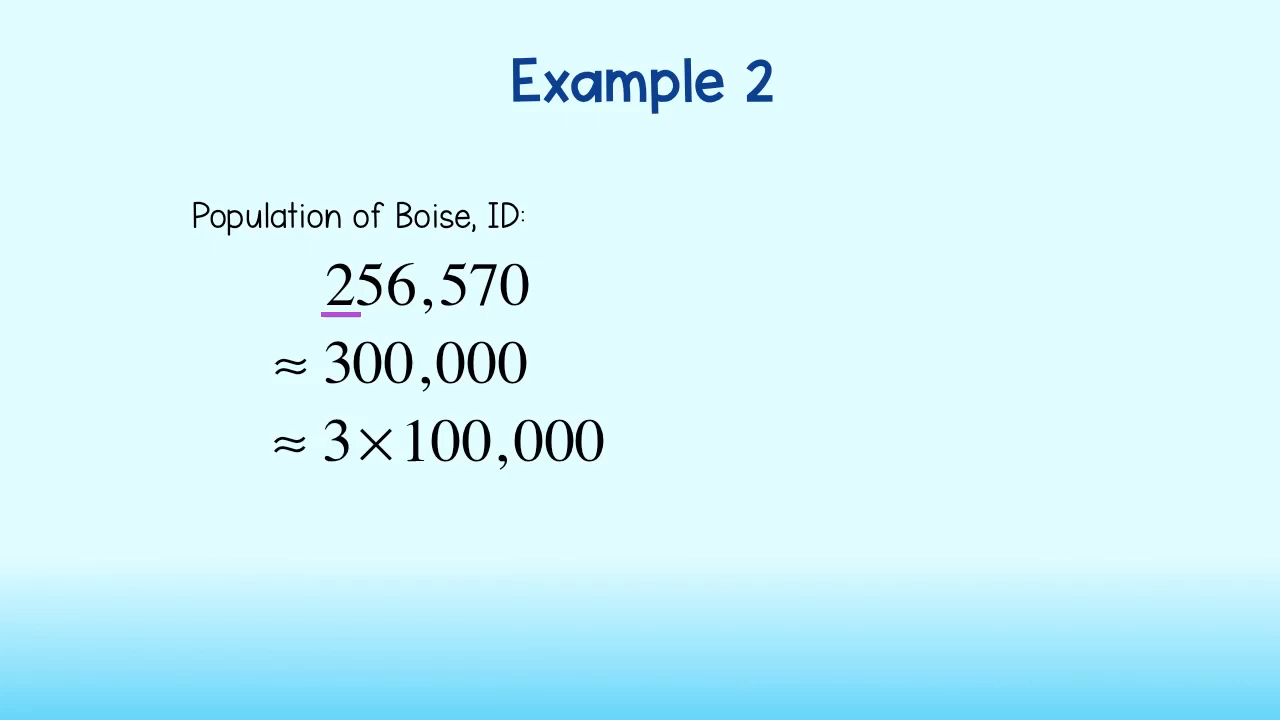 Example 2
Population of Boise, ID:
256,570
≈ 300,000
≈ 3×100,000